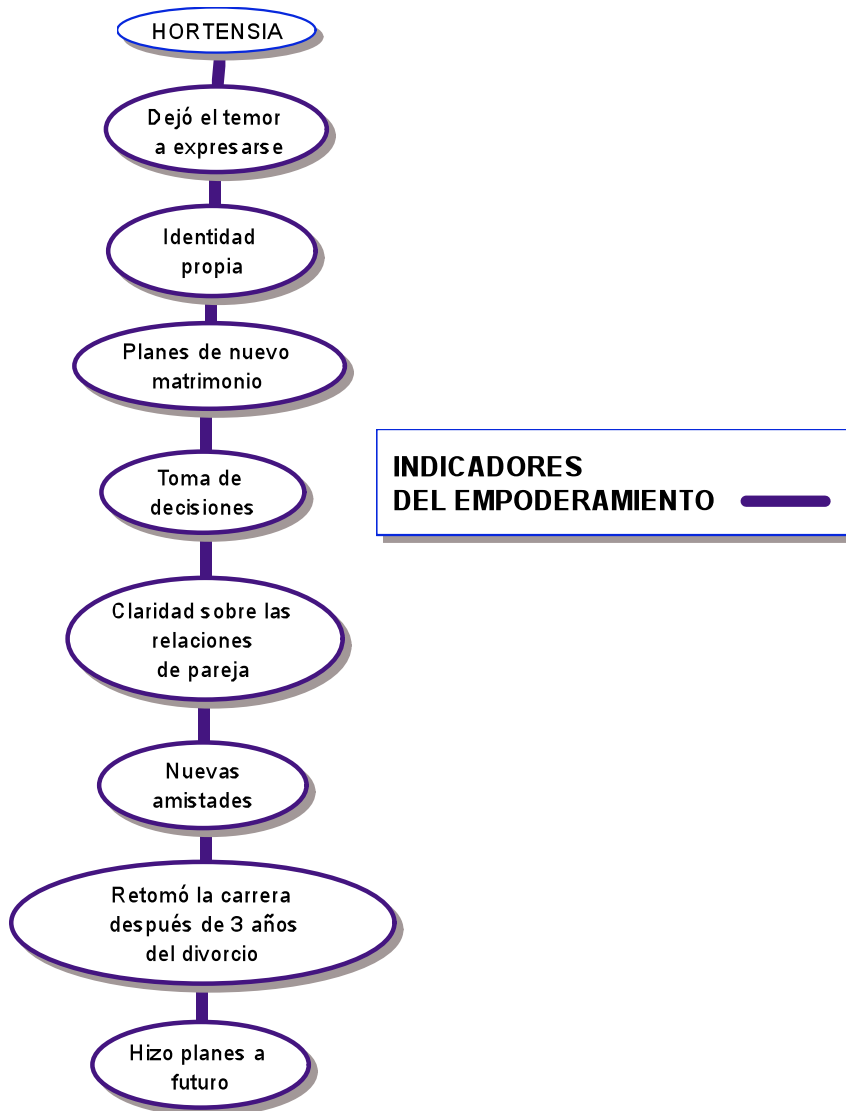 HORTENSIA
Dejó el temor
a expresarse
Identidad
propia
Planes de nuevo
matrimonio
INDICADORES
DEL EMPODERAMIENTO
Toma de
decisiones
Claridad sobre las
relaciones
de pareja
Nuevas
amistades
Retomó la carrera
después de 3 años
del divorcio
Hizo planes a
futuro